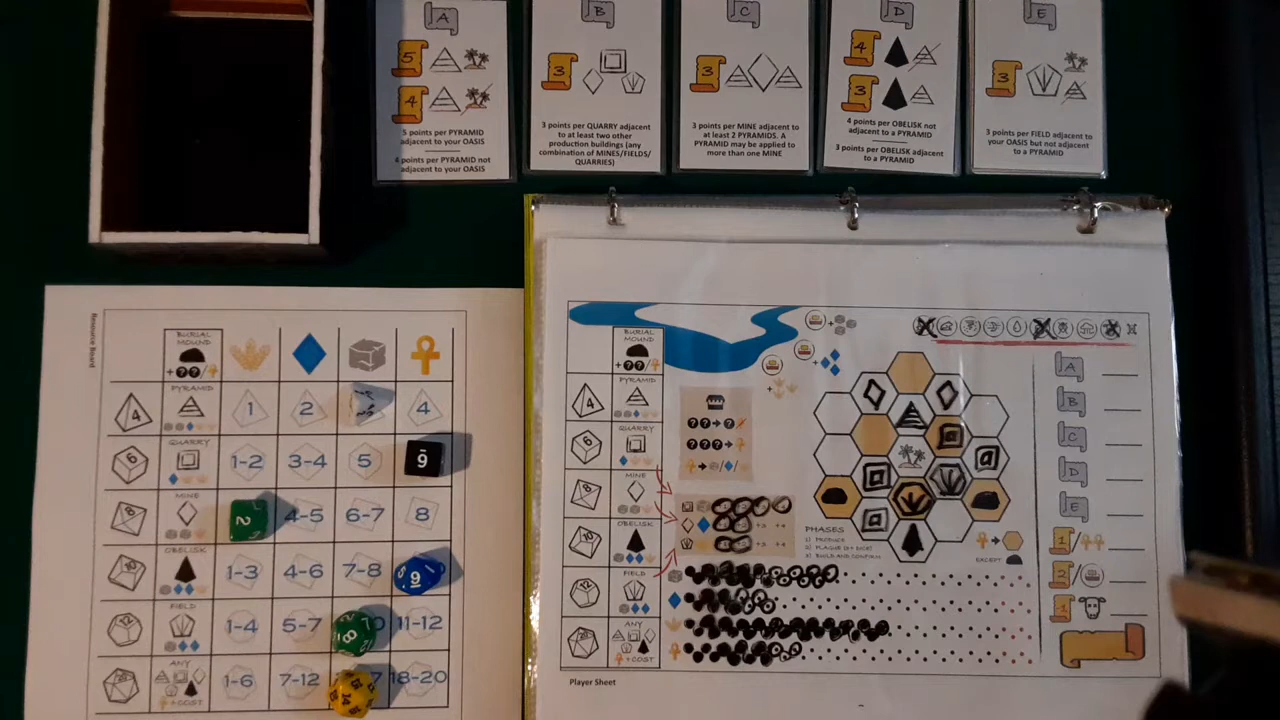 A
5
4
5 points per PYRAMID
adjacent to your OASIS
4 points per PYRAMID not
adjacent to your OASIS
B
3
3 points per QUARRY adjacent
to at least two other
production buildings (any
combination of MINES/FIELDS/
QUARRIES)
C
3
3 points per MINE adjacent to
at least 2 PYRAMIDS. A
PYRAMID may be applied to
more than one MINE
D
4
3
4 points per OBELISK not
adjacent to a PYRAMID
3 points per OBELISK adjacent
to a PYRAMID
E
3
3 points per FIELD adjacent to
your OASIS but not adjacent
to a PYRAMID
Resource Board
BURIAL
MOUND
+??/
4
PYRAMID
1
2
4
6
QUARRY
1-2
3-4
5
9
8
MINE
2
4-5
6-7
8
10
OBELISK
1-3
4-6
7-8
9
12
FIELD
1-4
5-7
8
11-12
20
ANY
+COST
1-6
7-12
18-20
BURIAL
MOUND
+??/
4
PYRAMID
6
QUARRY
8
MINE
10
OBELISK
12
FIELD
20
ANY
+COST
??→?/
???→
PHASES
1) PRODUCE
2) PLAGUE (2+ DICE)
3) BUILD AND CONFIRM
EXCEPT
A
B
C
D
E
1/
2/
1/
Player Sheet